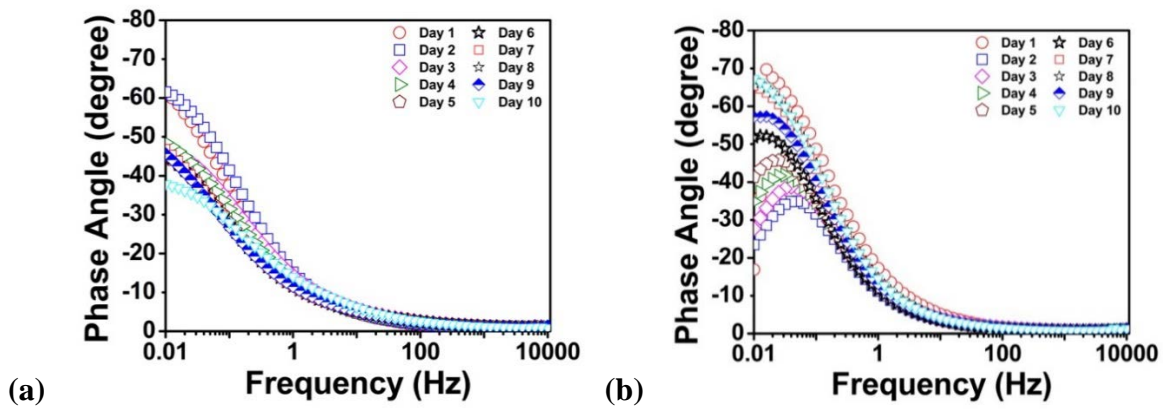 -80
-70
-60
-50
-40
-30
-20
-10
0
Phase Angle (degree)
Day 1 Day 6
Day 2 Day 7
Day 3 Day 8
Day 4 Day 9
Day 5 Day 10
0.01 1 100 10000
Frequency (Hz)
(a)
-80
-70
-60
-50
-40
-30
-20
-10
0
Phase Angle (degree)
Day 1 Day 6
Day 2 Day 7
Day 3 Day 8
Day 4 Day 9
Day 5 Day 10
0.01 1 100 10000
Frequency (Hz)
(b)